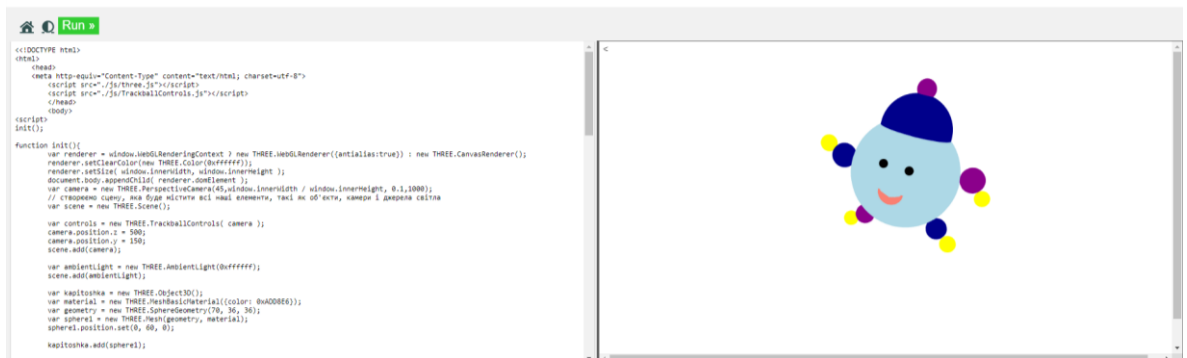 Run »
<<!DOCTYPE html>
<html>
<head>
<meta http-equiv="Content-Type" content="text/html; charset=utf-8">
<script src="./js/three.js"></script>
<script src="./js/TrackballControls.js"></script>
</head>
<body>
<script>
init();
function init(){
var renderer = window.WebGLRenderingContext ? new THREE.WebGLRenderer({antialias:true}) : new THREE.CanvasRenderer();
renderer.setClearColor(new THREE.Color(0xffffff));
renderer.setSize( window.innerWidth, window.innerHeight );
document.body.appendChild( renderer.domElement );
var camera = new THREE.PerspectiveCamera(45,window.innerWidth / window.innerHeight, 0.1,1000);
// створюємо сцену, яка буде містити всі наші елементи, такі як об'єкти, камери і джерела світла
var scene = new THREE.Scene();
var controls = new THREE.TrackballControls( camera );
camera.position.z = 500;
camera.position.y = 150;
scene.add(camera);
var ambientLight = new THREE.AmbientLight(0xffffff);
scene.add(ambientLight);
var kapitoshka = new THREE.Object3D();
var material = new THREE.MeshBasicMaterial({color: 0xADD8E6});
var geometry = new THREE.SphereGeometry(70, 36, 36);
var sphere1 = new THREE.Mesh(geometry, material);
sphere1.position.set(0, 60, 0);
kapitoshka.add(sphere1);
<